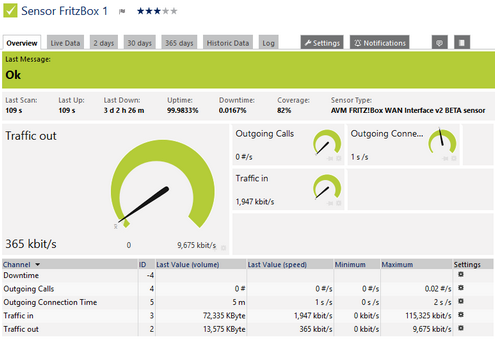 Sensor FritzBox 1
Overview Live Data 2 days 30 days 365 days Historic Data Log Settings Notifications
Last Message:
Ok
Last Scan: Last Up: Last Down: Uptime: Downtime: Coverage: Sensor Type:
109 s 109 s 3 d 2 h 26 m 99.9833% 0.0167% 82% AVM FRITZ!Box WAN Interface v2 BETA sensor
Traffic out
365 kbit/s
0 9,675 kbit/s
Outgoing Calls
0 #/s
Outgoing Conne...
1 s /s
Traffic in
1,947 kbit/s
Channel ID Last Value (volume) Last Value (speed) Minimum Maximum Settings
Downtime -4
Outgoing Calls 4 0 # 0 #/s 0 #/s 0.02 #/s
Outgoing Connection Time 5 5 m 1 s /s 0 s /s 2 s /s
Traffic in 3 72,335 KByte 1,947 kbit/s 0 kbit/s 115,325 kbit/s
Traffic out 2 13,575 KByte 365 kbit/s 0 kbit/s 9,675 kbit/s